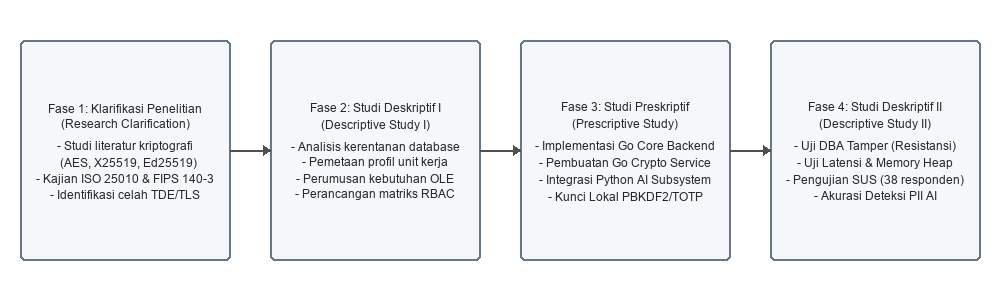 Fase 1: Klarifikasi Penelitian
(Research Clarification)
- Studi literatur kriptografi
(AES, X25519, Ed25519)
- Kajian ISO 25010 & FIPS 140-3
- Identifikasi celah TDE/TLS
Fase 2: Studi Deskriptif I
(Descriptive Study I)
- Analisis kerentanan database
- Pemetaan profil unit kerja
- Perumusan kebutuhan OLE
- Perancangan matriks RBAC
Fase 3: Studi Preskriptif
(Prescriptive Study)
- Implementasi Go Core Backend
- Pembuatan Go Crypto Service
- Integrasi Python AI Subsystem
- Kunci Lokal PBKDF2/TOTP
Fase 4: Studi Deskriptif II
(Descriptive Study II)
- Uji DBA Tamper (Resistansi)
- Uji Latensi & Memory Heap
- Pengujian SUS (38 responden)
- Akurasi Deteksi PII AI